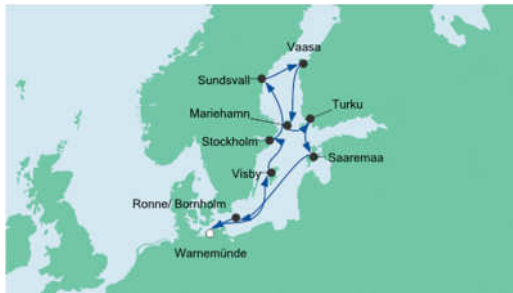 Vaasa
Sundsvall
Mariehamn
Turku
Stockholm
Saaremaa
Visby
Ronne/ Bornholm
Warnemünde